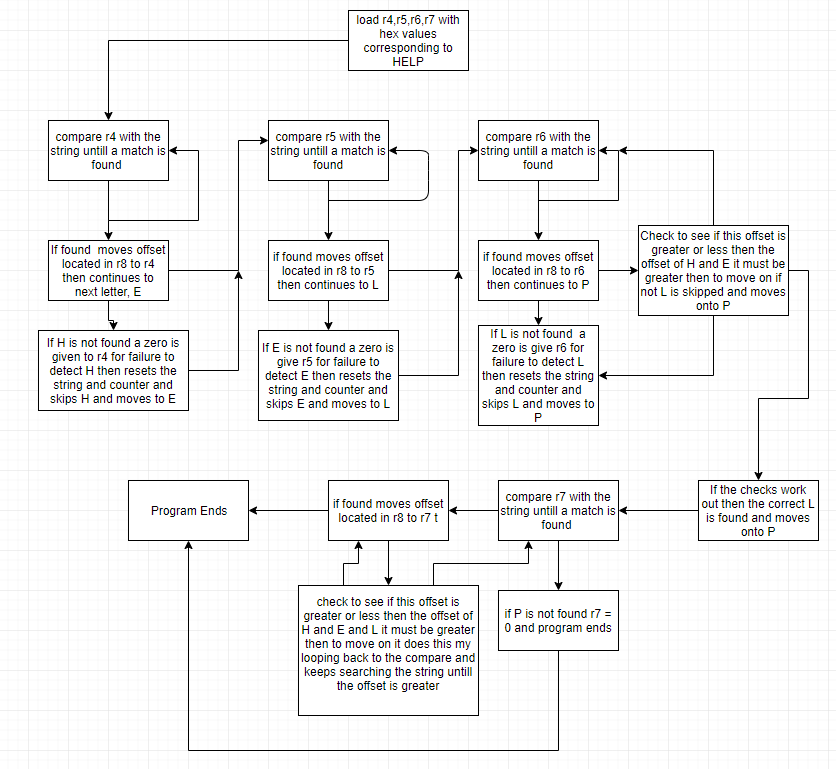 load r4,r5,r6,r7 with
hex values
corresponding to
HELP
compare r4 with the
string untill a match is
found
compare r5 with the
string untill a match is
found
compare r6 with the
string untill a match is
found
If found moves offset
located in r8 to r4
then continues to
next letter, E
if found moves offset
located in r8 to r5
then continues to L
if found moves offset
located in r8 to r6
then continues to P
Check to see if this offset is
greater or less then the
offset of H and E it must be
greater then to move on if
not L is skipped and moves
onto P
If H is not found a zero is
given to r4 for failure to
detect H then resets the
string and counter and
skips H and moves to E
If E is not found a zero is
give r5 for failure to
detect E then resets the
string and counter and
skips E and moves to L
If L is not found a
zero is give r6 for
failure to detect L
then resets the string
and counter and
skips L and moves to
P
Program Ends
if found moves offset
located in r8 to r7 t
compare r7 with the
string untill a match is
found
If the checks work
out then the correct L
is found and moves
onto P
check to see if this offset is
greater or less then the offset of
H and E and L it must be greater
then to move on it does this my
looping back to the compare and
keeps searching the string untill
the offset is greater
if P is not found r7 =
0 and program ends